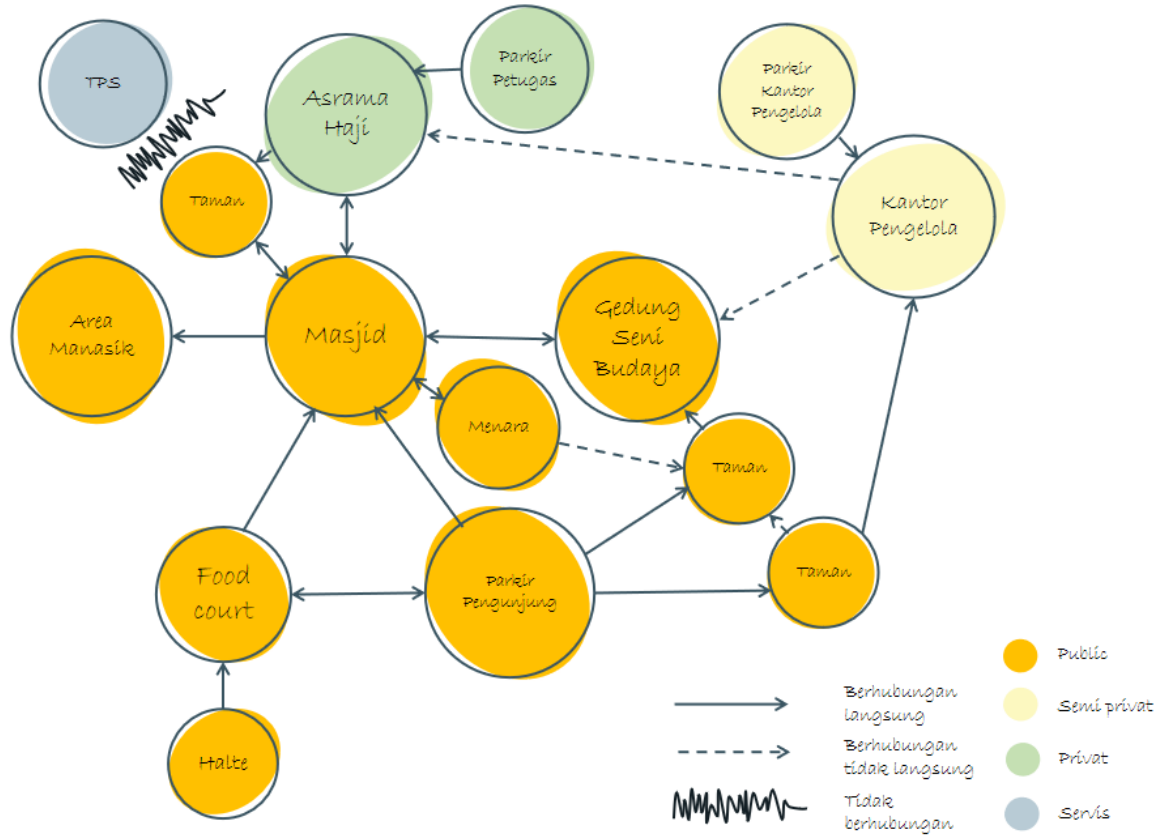 TPS
Asrama
Haji
Parkir
Petugas
Parkir
Kantor
Pengelola
Taman
Kantor
Pengelola
Area
Manasik
Masjid
Gedung
Seni
Budaya
Menara
Taman
Food
court
Parkir
Pengunjung
Taman
Halte
Berhubungan
langsung
Berhubungan
tidak langsung
Tidak
berhubungan
Public
Semi privat
Privat
Servis